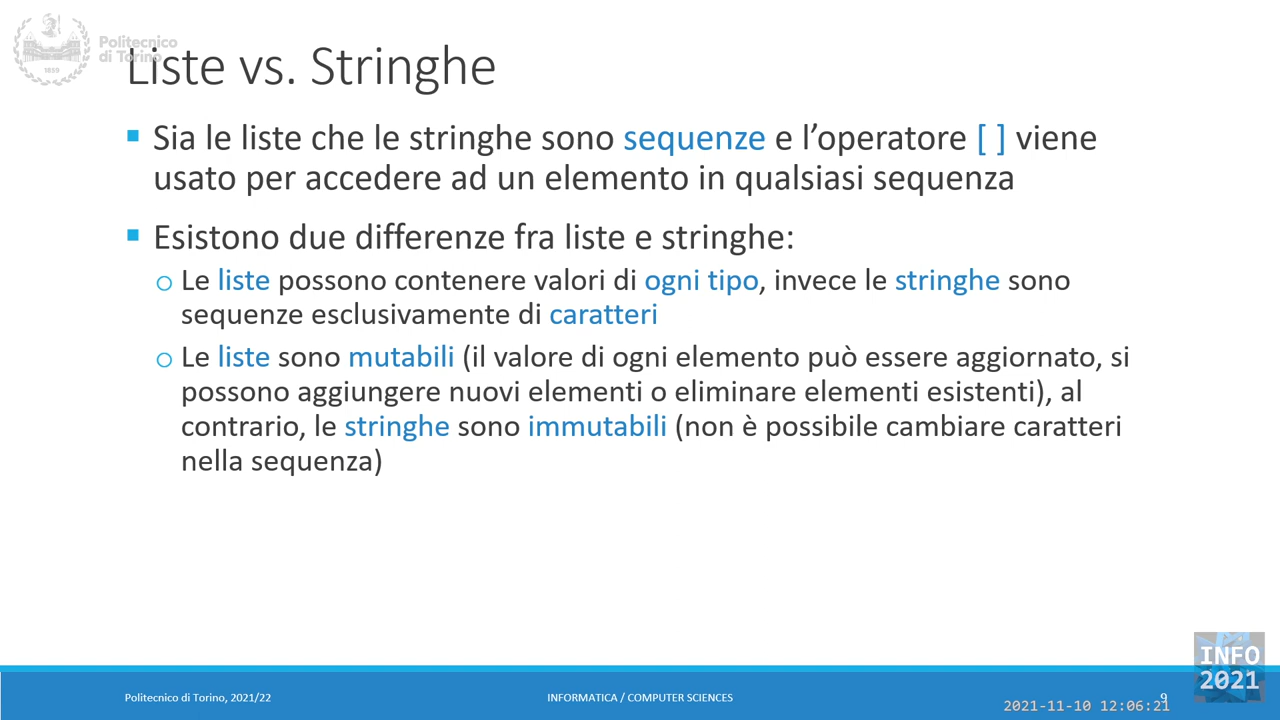 Politecnico
di Torino
1859
Liste vs. Stringhe
Sia le liste che le stringhe sono sequenze e l’operatore [ ] viene
usato per accedere ad un elemento in qualsiasi sequenza
Esistono due differenze fra liste e stringhe:
Le liste possono contenere valori di ogni tipo, invece le stringhe sono
sequenze esclusivamente di caratteri
Le liste sono mutabili (il valore di ogni elemento può essere aggiornato, si
possono aggiungere nuovi elementi o eliminare elementi esistenti), al
contrario, le stringhe sono immutabili (non è possibile cambiare caratteri
nella sequenza)
INFO
2021
Politecnico di Torino, 2021/22
INFORMATICA / COMPUTER SCIENCES
9
2021-11-10 12:06:21